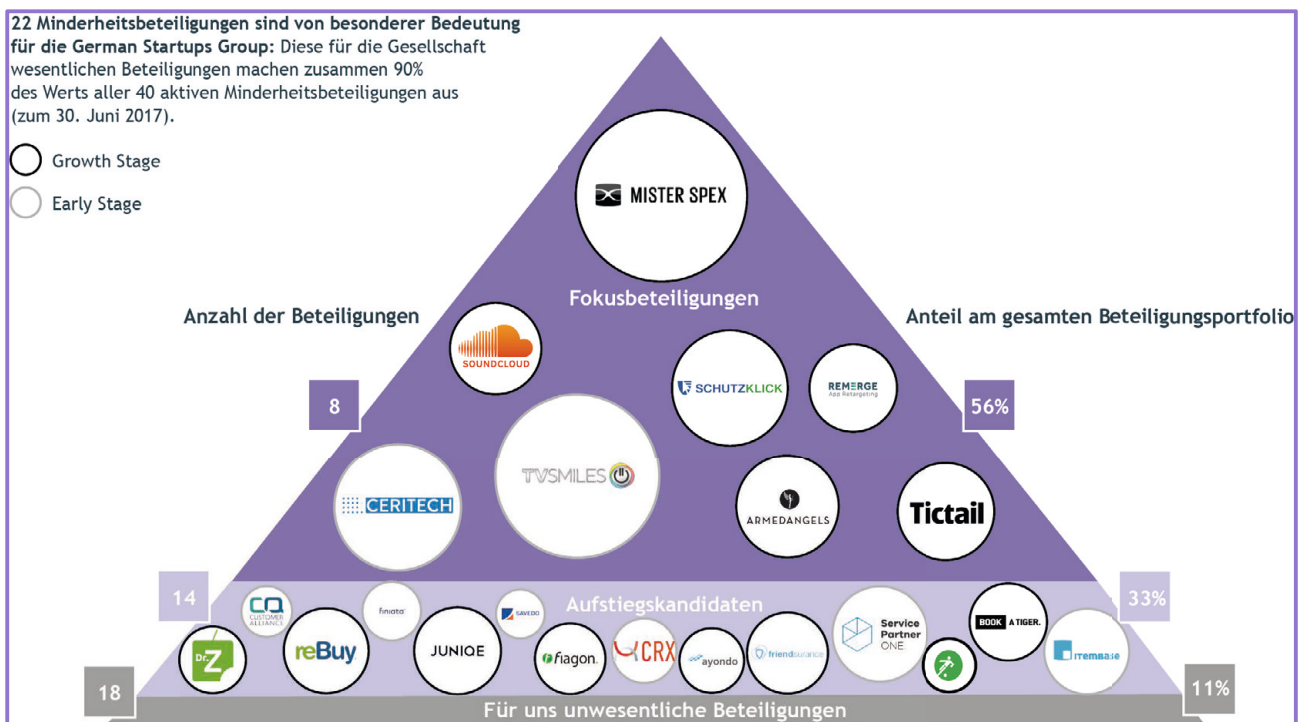 22 Minderheitsbeteiligungen sind von besonderer Bedeutung
für die German Startups Group: Diese für die Gesellschaft
wesentlichen Beteiligungen machen zusammen 90%
des Werts aller 40 aktiven Minderheitsbeteiligungen aus
(zum 30. Juni 2017).
Growth Stage
Early Stage
MISTER SPEX
Fokusbeteiligungen
Anzahl der Beteiligungen
Anteil am gesamten Beteiligungsportfolio
SOUNDCLOUD
SCHUTZKLICK
REMERGE
App Retargeting
8
56%
TVSMILES
CERITECH
ARMEDANGELS
Tictail
14
Aufstiegskandidaten
33%
CUSTOMER
ALLIANCE
finiata
SAVEDO
Dr.Z
reBuy
JUNIQE
fiagon.
CRX
ayondo
friendsurance
Service
Partner
ONE
BOOK A TIGER.
ITEMBASE
18
Für uns unwesentliche Beteiligungen
11%